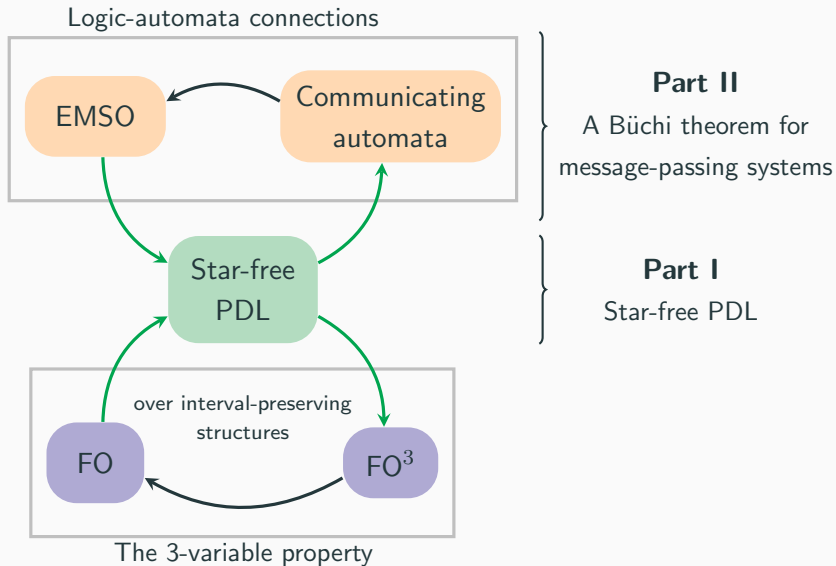 Logic-automata connections
EMSO
Communicating
automata
Part II
A Büchi theorem for
message-passing systems
Star-free
PDL
Part I
Star-free PDL
over interval-preserving
structures
FO
FO³
The 3-variable property